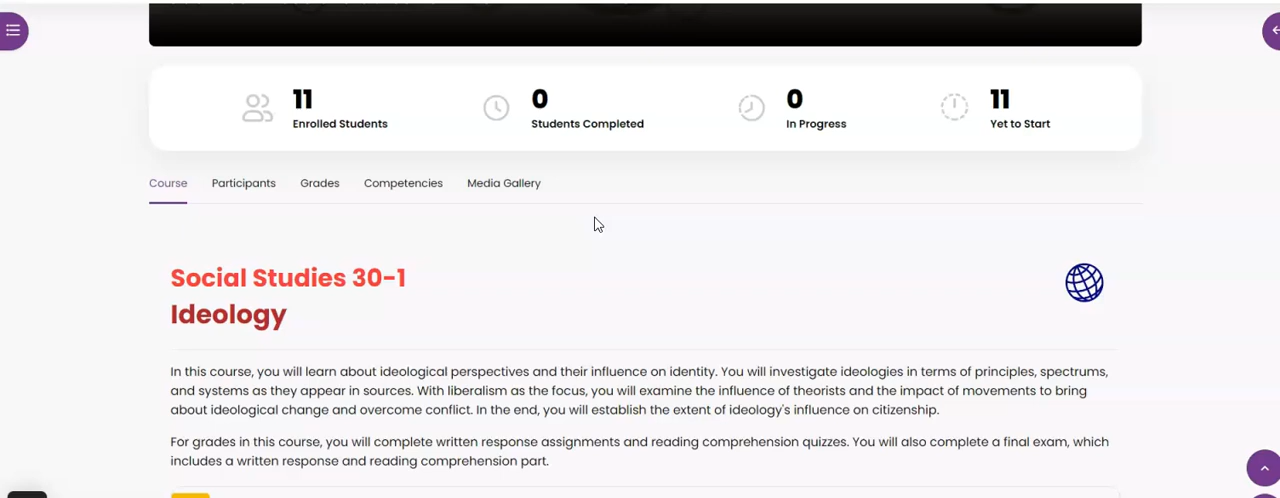 11
Enrolled Students
0
Students Completed
0
In Progress
11
Yet to Start
Course Participants Grades Competencies Media Gallery
Social Studies 30-1
Ideology
In this course, you will learn about ideological perspectives and their influence on identity. You will investigate ideologies in terms of principles, spectrums,
and systems as they appear in sources. With liberalism as the focus, you will examine the influence of theorists and the impact of movements to bring
about ideological change and overcome conflict. In the end, you will establish the extent of ideology's influence on citizenship.
For grades in this course, you will complete written response assignments and reading comprehension quizzes. You will also complete a final exam, which
includes a written response and reading comprehension part.